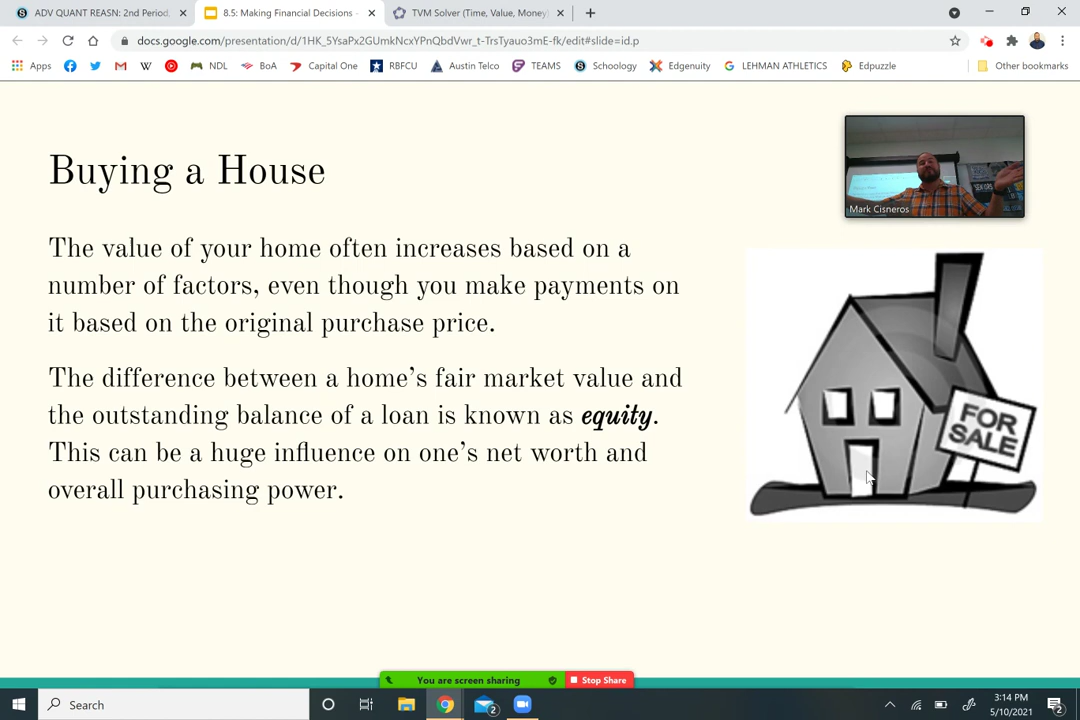 ADV QUANT REASN: 2nd Period,
8.5: Making Financial Decisions -
TVM Solver (Time, Value, Money)
docs.google.com/presentation/d/1HK_5YsaPx2GUmkNcxYPnQbdVwr_t-TrsTyauo3mE-fk/edit#slide=id.p
Apps
NDL
BoA
Capital One
RBFCU
Austin Telco
TEAMS
Schoology
Edgenuity
LEHMAN ATHLETICS
Edpuzzle
Other bookmarks
Buying a House
Mark Cisneros
The value of your home often increases based on a
number of factors, even though you make payments on
it based on the original purchase price.
The difference between a home's fair market value and
the outstanding balance of a loan is known as equity.
This can be a huge influence on one's net worth and
overall purchasing power.
FOR
SALE
You are screen sharing
Stop Share
Search
2
3:14 PM
5/10/2021
2